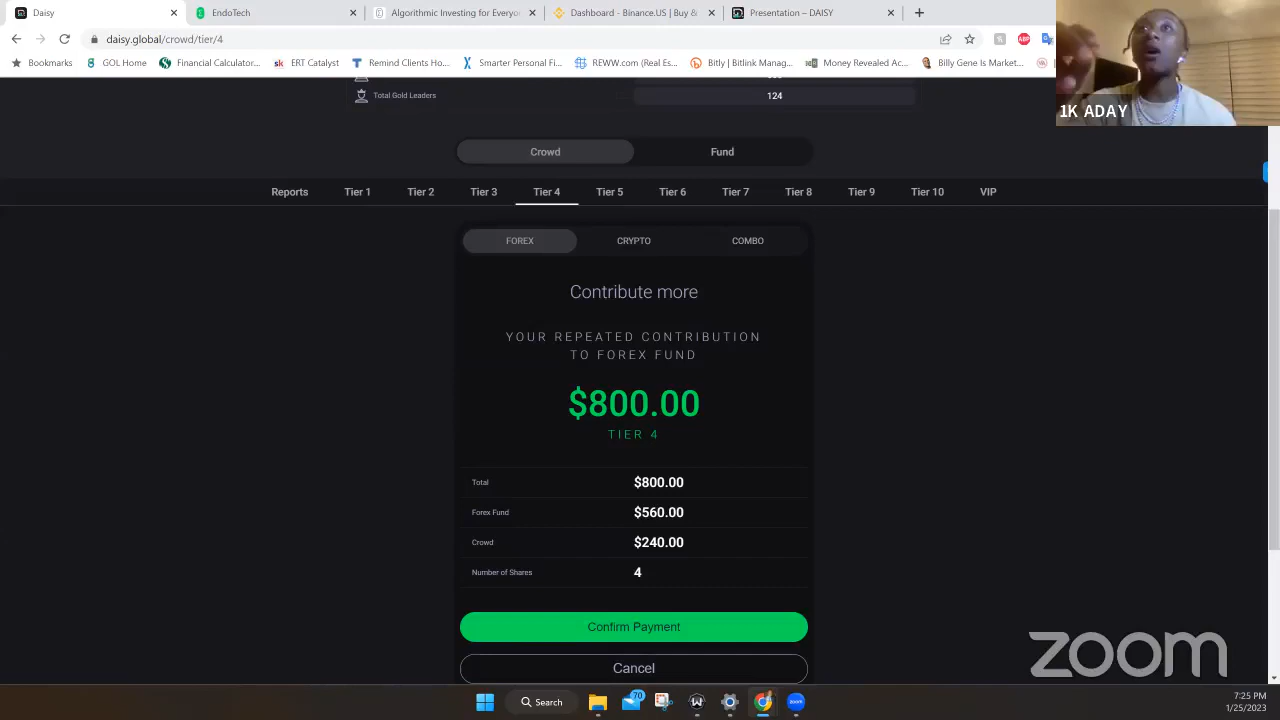 Daisy
EndoTech
Algorithmic Investing for Everyo
Dashboard - Binance.US | Buy &
Presentation – DAISY
daisy.global/crowd/tier/4
Bookmarks
GOL Home
Financial Calculator...
ERT Catalyst
Remind Clients Hom...
Smarter Postcard Fi...
REWW.com (Real Es...
Bitly | Bitlink Manag...
Money Revealed Ac...
Billy Gene Is Market...
Total Gold Leaders
124
1K ADAY
Crowd
Fund
Reports
Tier 1
Tier 2
Tier 3
Tier 4
Tier 5
Tier 6
Tier 7
Tier 8
Tier 9
Tier 10
VIP
FOREX
CRYPTO
COMBO
Contribute more
YOUR REPEATED CONTRIBUTION
TO FOREX FUND
$800.00
TIER 4
Total
$800.00
Forex Fund
$560.00
Crowd
$240.00
Number of Shares
4
Confirm Payment
Cancel
zoom
Search
70
zoom
7:25 PM
1/25/2023